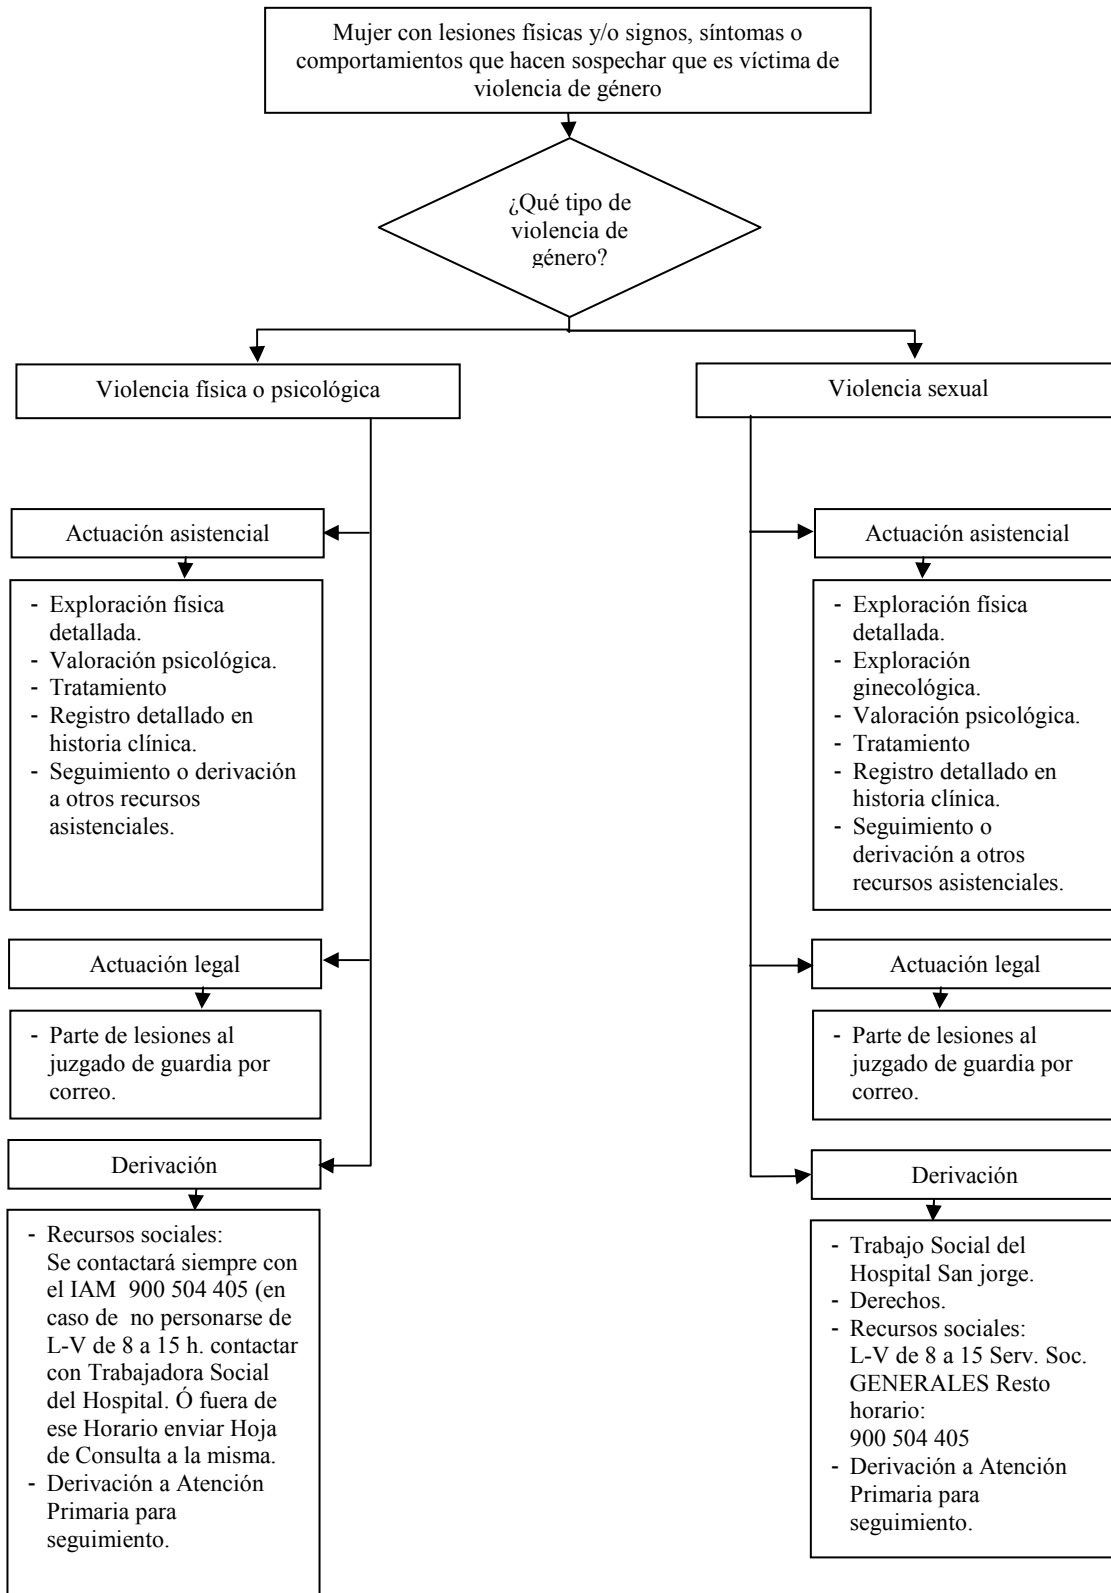 Mujer con lesiones físicas y/o signos, síntomas o
comportamientos que hacen sospechar que es víctima de
violencia de género
¿Qué tipo de
violencia de
género?
Violencia física o psicológica
Actuación asistencial
- Exploración física
detallada.
- Valoración psicológica.
- Tratamiento
- Registro detallado en
historia clínica.
- Seguimiento o derivación
a otros recursos
asistenciales.
Actuación legal
- Parte de lesiones al
juzgado de guardia por
correo.
Derivación
- Recursos sociales:
Se contactará siempre con
el IAM 900 504 405 (en
caso de no personarse de
L-V de 8 a 15 h. contactar
con Trabajadora Social
del Hospital. Ó fuera de
ese Horario enviar Hoja
de Consulta a la misma.
- Derivación a Atención
Primaria para
seguimiento.
Violencia sexual
Actuación asistencial
- Exploración física
detallada.
- Exploración
ginecológica.
- Valoración psicológica.
- Tratamiento
- Registro detallado en
historia clínica.
- Seguimiento o
derivación a otros
recursos asistenciales.
Actuación legal
- Parte de lesiones al
juzgado de guardia por
correo.
Derivación
- Trabajo Social del
Hospital San jorge.
- Derechos.
- Recursos sociales:
L-V de 8 a 15 Serv. Soc.
GENERALES Resto
horario:
900 504 405
- Derivación a Atención
Primaria para
seguimiento.